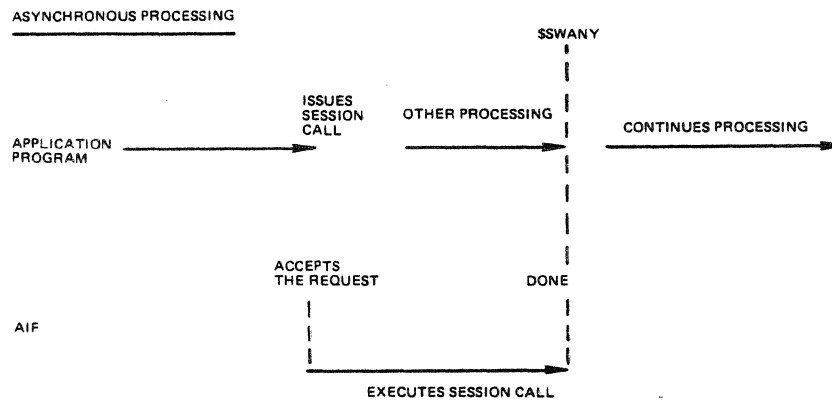 ASYNCHRONOUS PROCESSING
$SWANY
ISSUES
SESSION
CALL
OTHER PROCESSING
CONTINUES PROCESSING
APPLICATION
PROGRAM
ACCEPTS
THE REQUEST
DONE
AIF
EXECUTES SESSION CALL